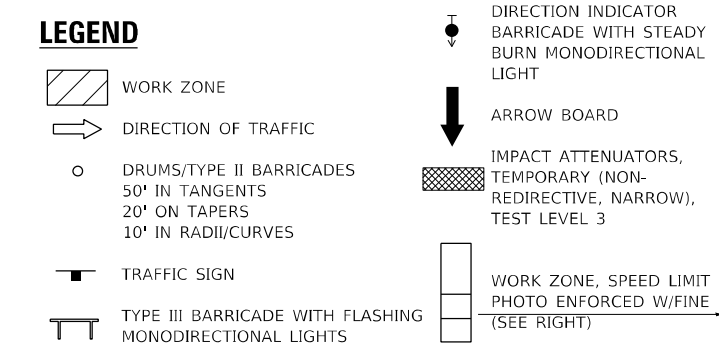 LEGEND
WORK ZONE
DIRECTION OF TRAFFIC
DRUMS/TYPE II BARRICADES
50' IN TANGENTS
20' ON TAPERS
10' IN RADII/CURVES
TRAFFIC SIGN
TYPE III BARRICADE WITH FLASHING
MONODIRECTIONAL LIGHTS
DIRECTION INDICATOR
BARRICADE WITH STEADY
BURN MONODIRECTIONAL
LIGHT
ARROW BOARD
IMPACT ATTENUATORS,
TEMPORARY (NON-
REDIRECTIVE, NARROW),
TEST LEVEL 3
WORK ZONE, SPEED LIMIT
PHOTO ENFORCED W/FINE
(SEE RIGHT)